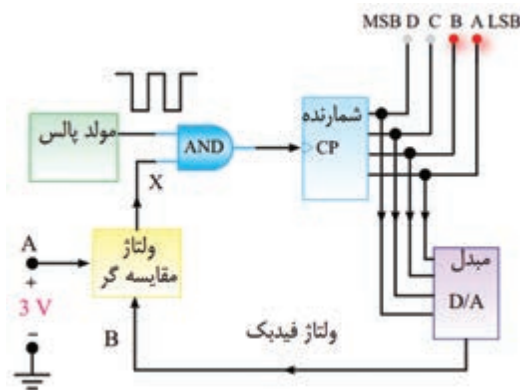 MSB D C B A LSB
شمارنده
CP
مولد پالس
AND
X
A
+
3 V
-
ولتاژ
مقایسه گر
B
ولتاژ فیدبک
مبدل
D/A